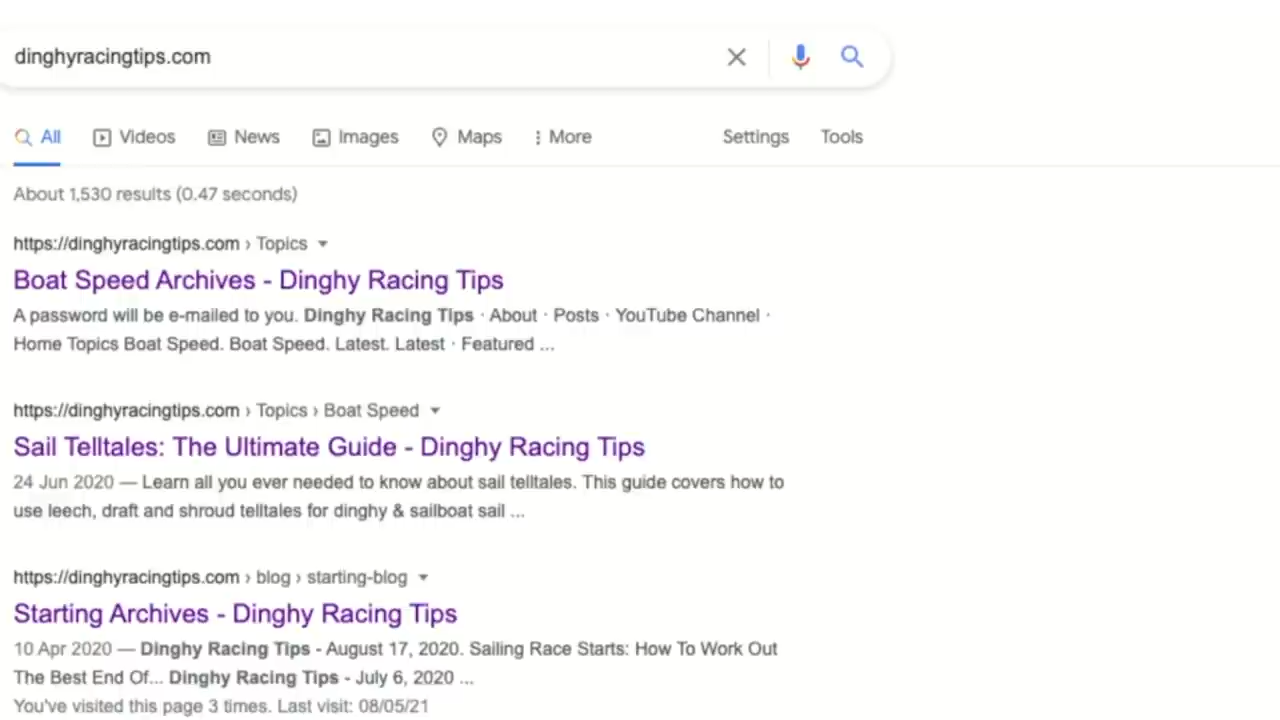 dinghyracingtips.com
All Videos News Images Maps More Settings Tools
About 1,530 results (0.47 seconds)
https://dinghyracingtips.com › Topics
Boat Speed Archives - Dinghy Racing Tips
A password will be e-mailed to you. Dinghy Racing Tips · About · Posts · YouTube Channel ·
Home Topics Boat Speed. Boat Speed. Latest. Latest · Featured ...
https://dinghyracingtips.com › Topics › Boat Speed
Sail Telltales: The Ultimate Guide - Dinghy Racing Tips
24 Jun 2020 — Learn all you ever needed to know about sail telltales. This guide covers how to
use leech, draft and shroud telltales for dinghy & sailboat sail ...
https://dinghyracingtips.com › blog › starting-blog
Starting Archives - Dinghy Racing Tips
10 Apr 2020 — Dinghy Racing Tips - August 17, 2020. Sailing Race Starts: How To Work Out
The Best End Of... Dinghy Racing Tips - July 6, 2020 ...
You've visited this page 3 times. Last visit: 08/05/21